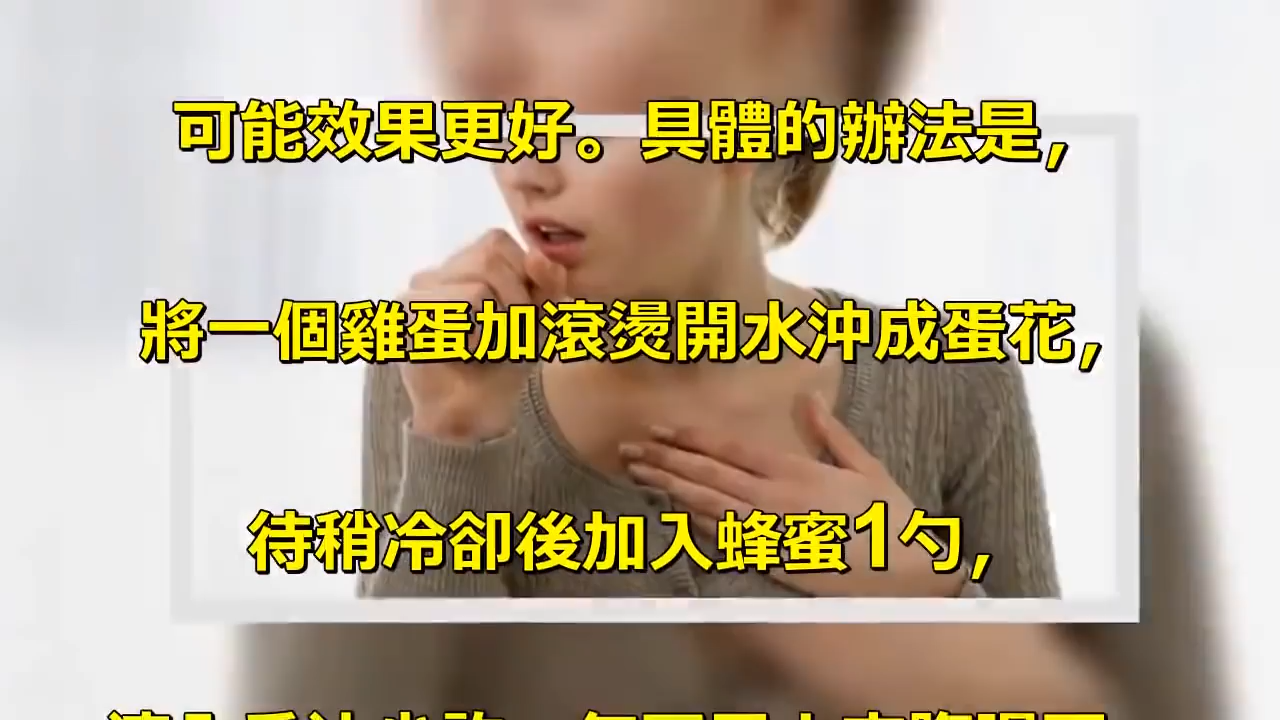 可能效果更好。具體的辦法是,
將一個雞蛋加滾燙開水沖成蛋花,
待稍冷卻後加入蜂蜜1勺,